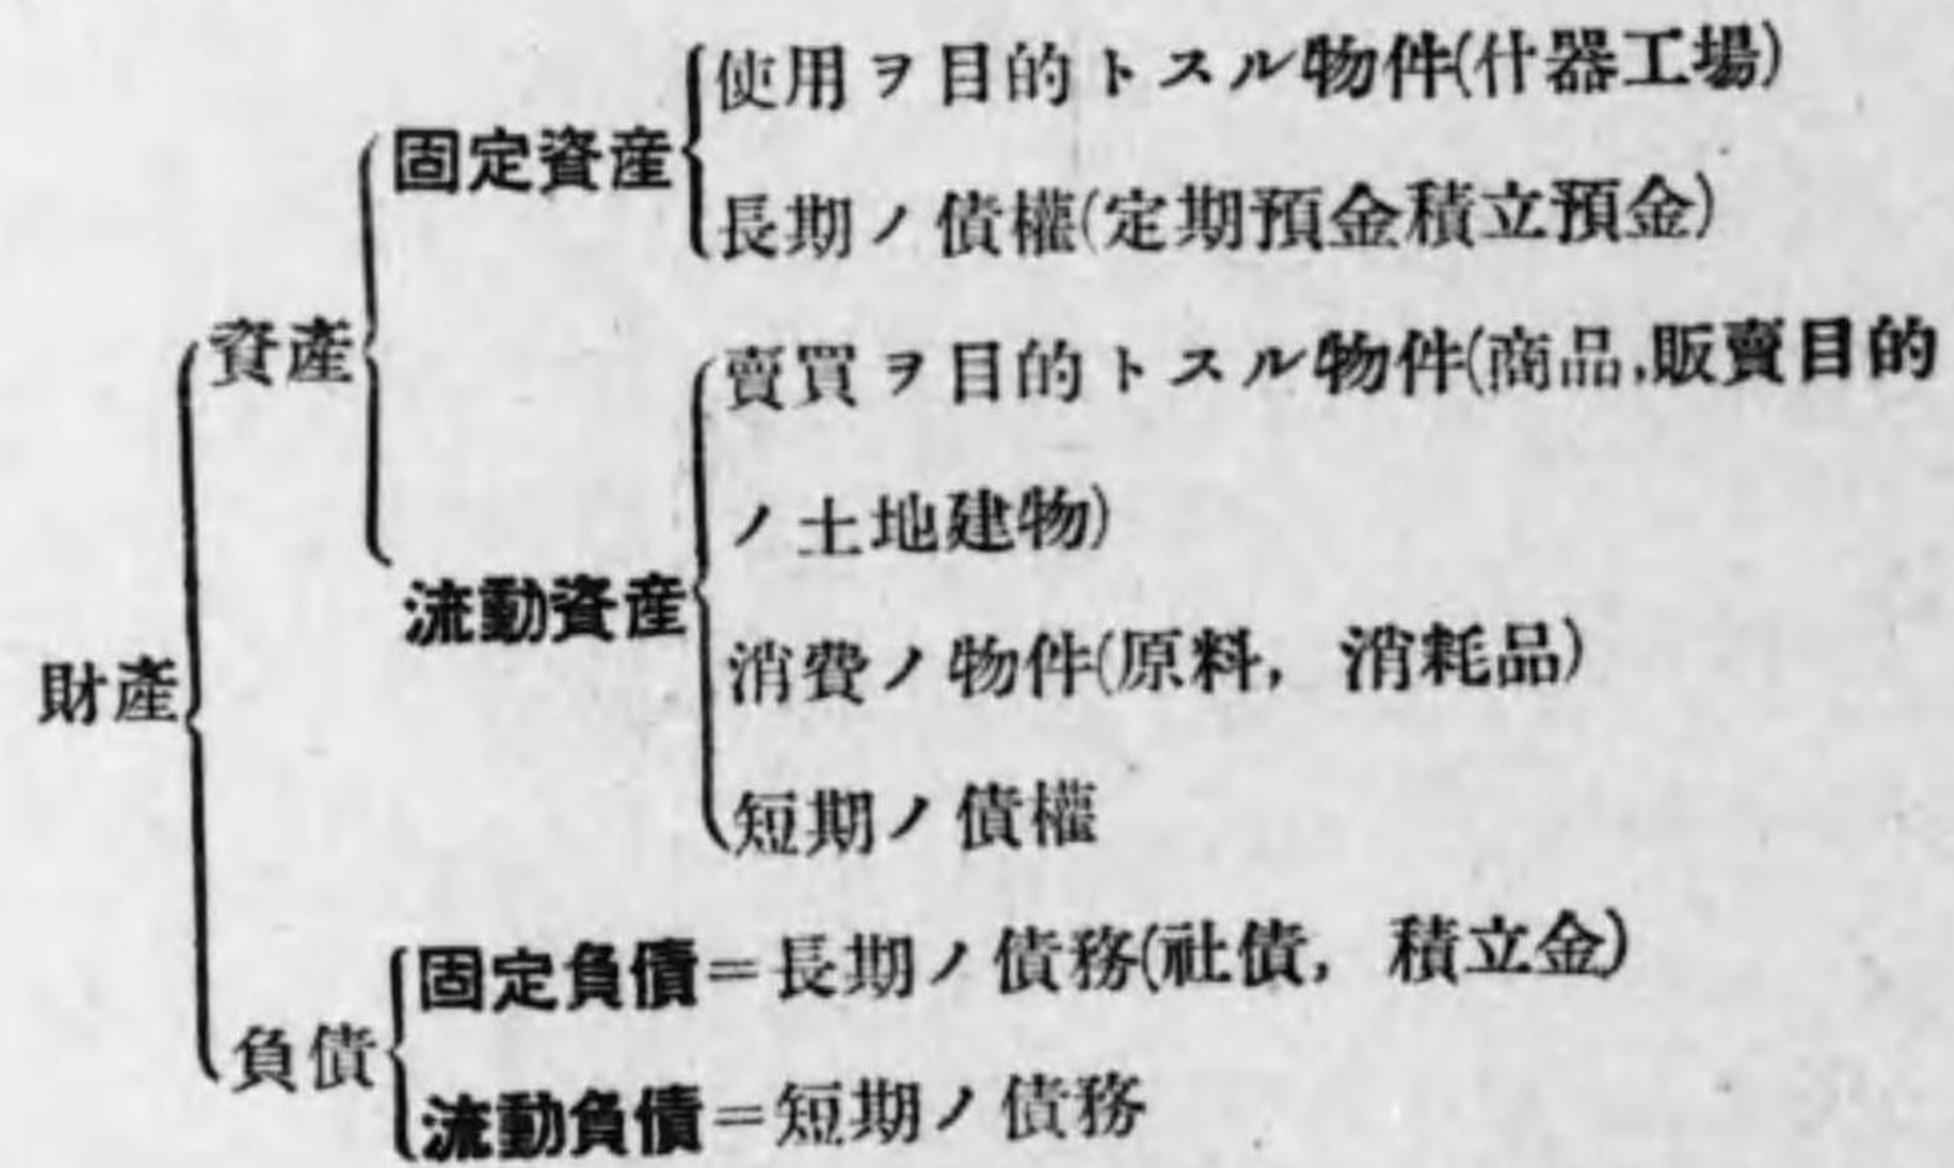 使用ヲ目的トスル物件(什器工場)
固定資産
長期ノ債權(定期預金積立預金)
資産
賣買ヲ目的トスル物件(商品,販賣目的
ノ土地建物)
流動資産
消費ノ物件(原料, 消耗品)
財産
短期ノ債權
固定負債=長期ノ債務(社債, 積立金)
負債
流動負債=短期ノ債務